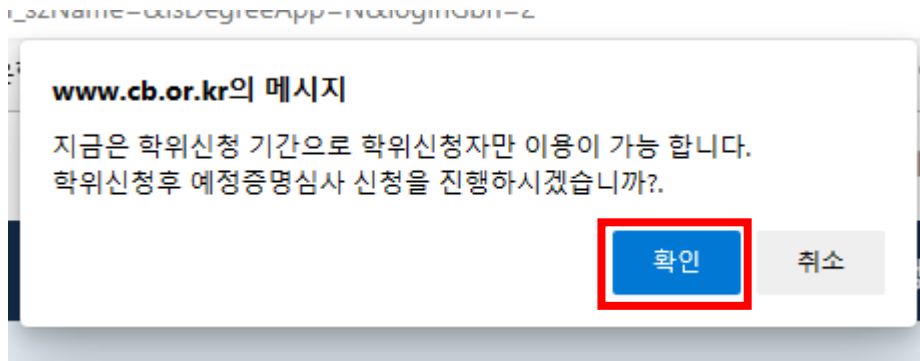 www.cb.or.kr의 메시지
지금은 학위신청 기간으로 학위신청자만 이용이 가능 합니다.
학위신청후 예정증명심사 신청을 진행하시겠습니까?.
확인 취소